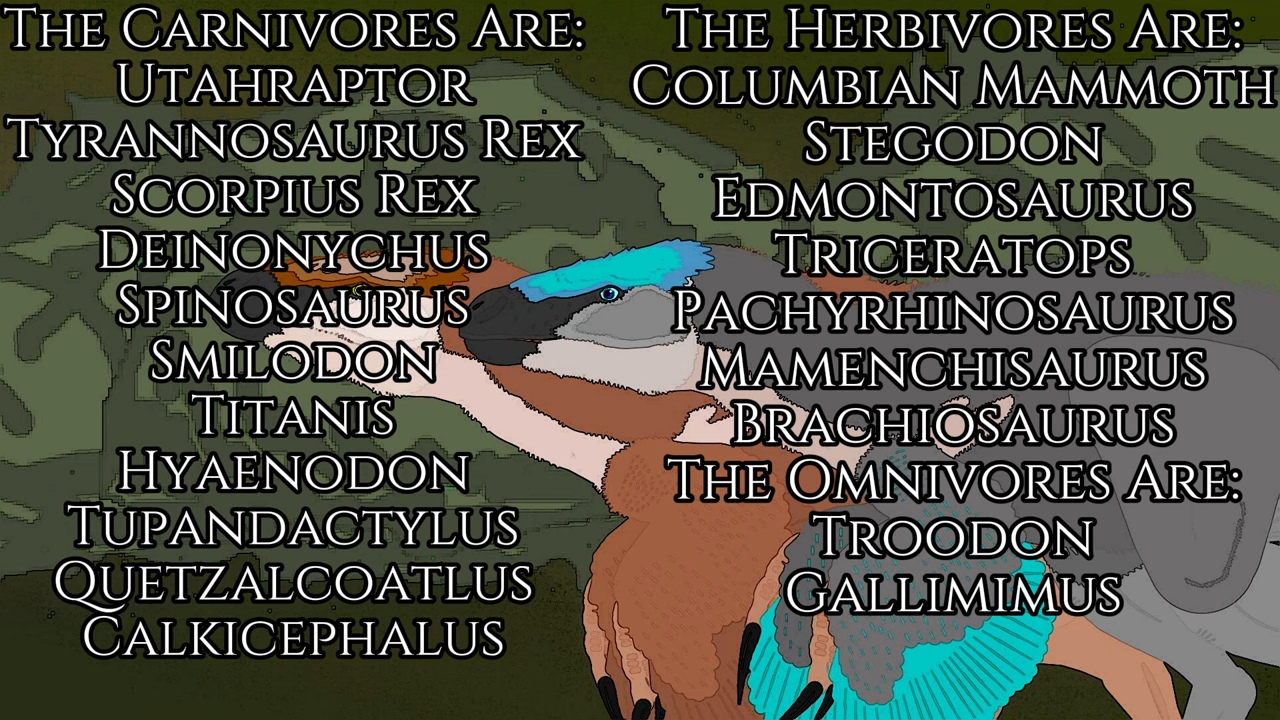 The Carnivores Are:
Utahraptor
Tyrannosaurus Rex
Scorpius Rex
Deinonychus
Spinosaurus
Smilodon
Titanis
Hyaenodon
Tupandactylus
Quetzalcoatlus
Calkicephalus
The Herbivores Are:
Columbian Mammoth
Stegodon
Edmontosaurus
Triceratops
Pachyrhinosaurus
Mamenchisaurus
Brachiosaurus
The Omnivores Are:
Troodon
Gallimimus